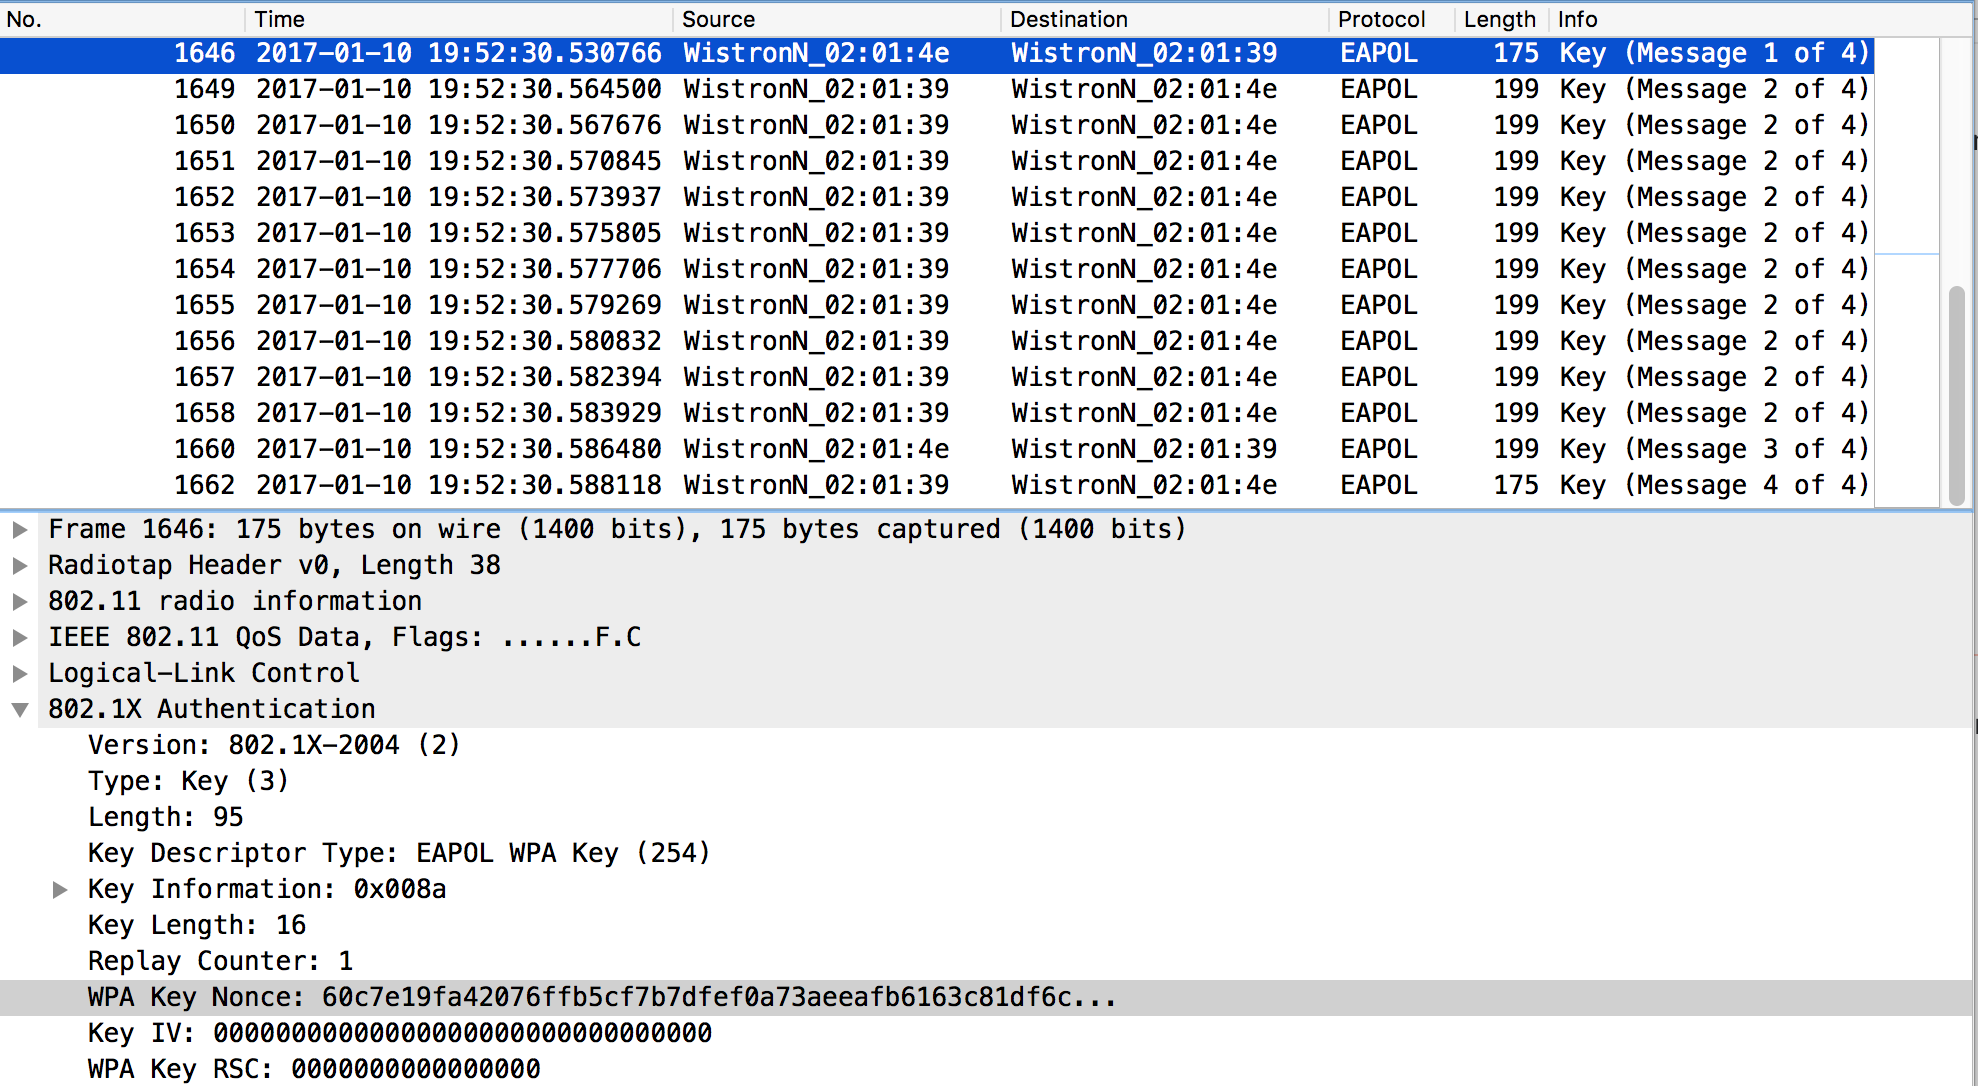 No. Time Source Destination Protocol Length Info
1646 2017-01-10 19:52:30.530766 WistronN_02:01:4e WistronN_02:01:39 EAPOL 175 Key (Message 1 of 4)
1649 2017-01-10 19:52:30.564500 WistronN_02:01:39 WistronN_02:01:4e EAPOL 199 Key (Message 2 of 4)
1650 2017-01-10 19:52:30.567676 WistronN_02:01:39 WistronN_02:01:4e EAPOL 199 Key (Message 2 of 4)
1651 2017-01-10 19:52:30.570845 WistronN_02:01:39 WistronN_02:01:4e EAPOL 199 Key (Message 2 of 4)
1652 2017-01-10 19:52:30.573937 WistronN_02:01:39 WistronN_02:01:4e EAPOL 199 Key (Message 2 of 4)
1653 2017-01-10 19:52:30.575805 WistronN_02:01:39 WistronN_02:01:4e EAPOL 199 Key (Message 2 of 4)
1654 2017-01-10 19:52:30.577706 WistronN_02:01:39 WistronN_02:01:4e EAPOL 199 Key (Message 2 of 4)
1655 2017-01-10 19:52:30.579269 WistronN_02:01:39 WistronN_02:01:4e EAPOL 199 Key (Message 2 of 4)
1656 2017-01-10 19:52:30.580832 WistronN_02:01:39 WistronN_02:01:4e EAPOL 199 Key (Message 2 of 4)
1657 2017-01-10 19:52:30.582394 WistronN_02:01:39 WistronN_02:01:4e EAPOL 199 Key (Message 2 of 4)
1658 2017-01-10 19:52:30.583929 WistronN_02:01:39 WistronN_02:01:4e EAPOL 199 Key (Message 2 of 4)
1660 2017-01-10 19:52:30.586480 WistronN_02:01:4e WistronN_02:01:39 EAPOL 199 Key (Message 3 of 4)
1662 2017-01-10 19:52:30.588118 WistronN_02:01:39 WistronN_02:01:4e EAPOL 175 Key (Message 4 of 4)
Frame 1646: 175 bytes on wire (1400 bits), 175 bytes captured (1400 bits)
Radiotap Header v0, Length 38
802.11 radio information
IEEE 802.11 QoS Data, Flags: ......F.C
Logical-Link Control
802.1X Authentication
Version: 802.1X-2004 (2)
Type: Key (3)
Length: 95
Key Descriptor Type: EAPOL WPA Key (254)
Key Information: 0x008a
Key Length: 16
Replay Counter: 1
WPA Key Nonce: 60c7e19fa42076ffb5cf7b7dfef0a73aeeafb6163c81df6c...
Key IV: 00000000000000000000000000000000
WPA Key RSC: 0000000000000000